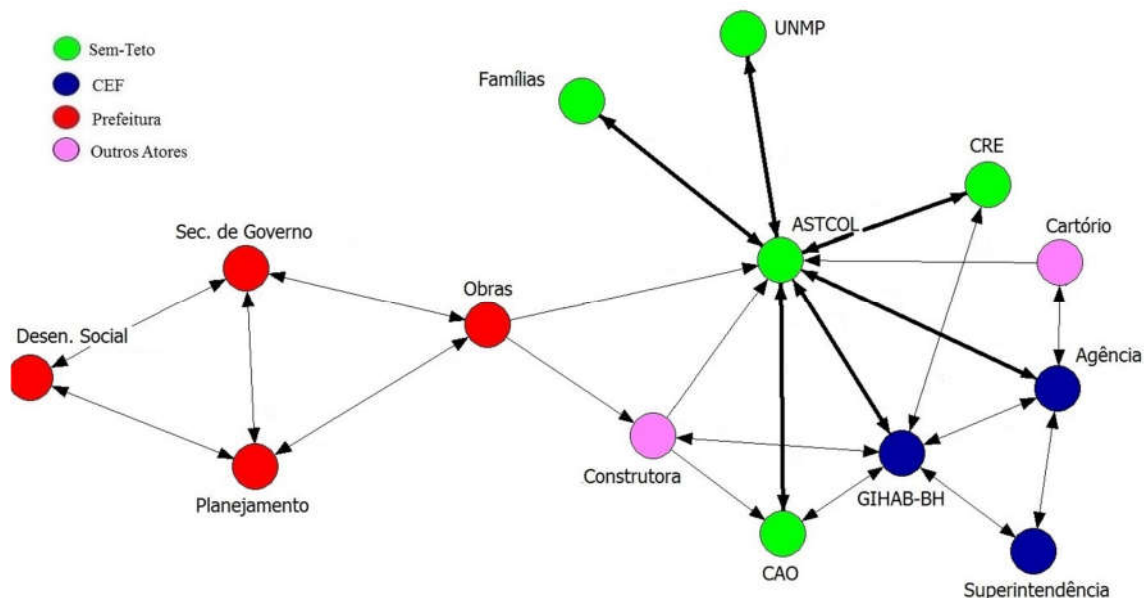 UNMP
Sem-Teto
Famílias
CEF
Prefeitura
Outros Atores
CRE
ASTCOL
Cartório
Sec. de Governo
Obras
Desen. Social
Agência
Construtora
GIHAB-BH
Planejamento
CAO
Superintendência